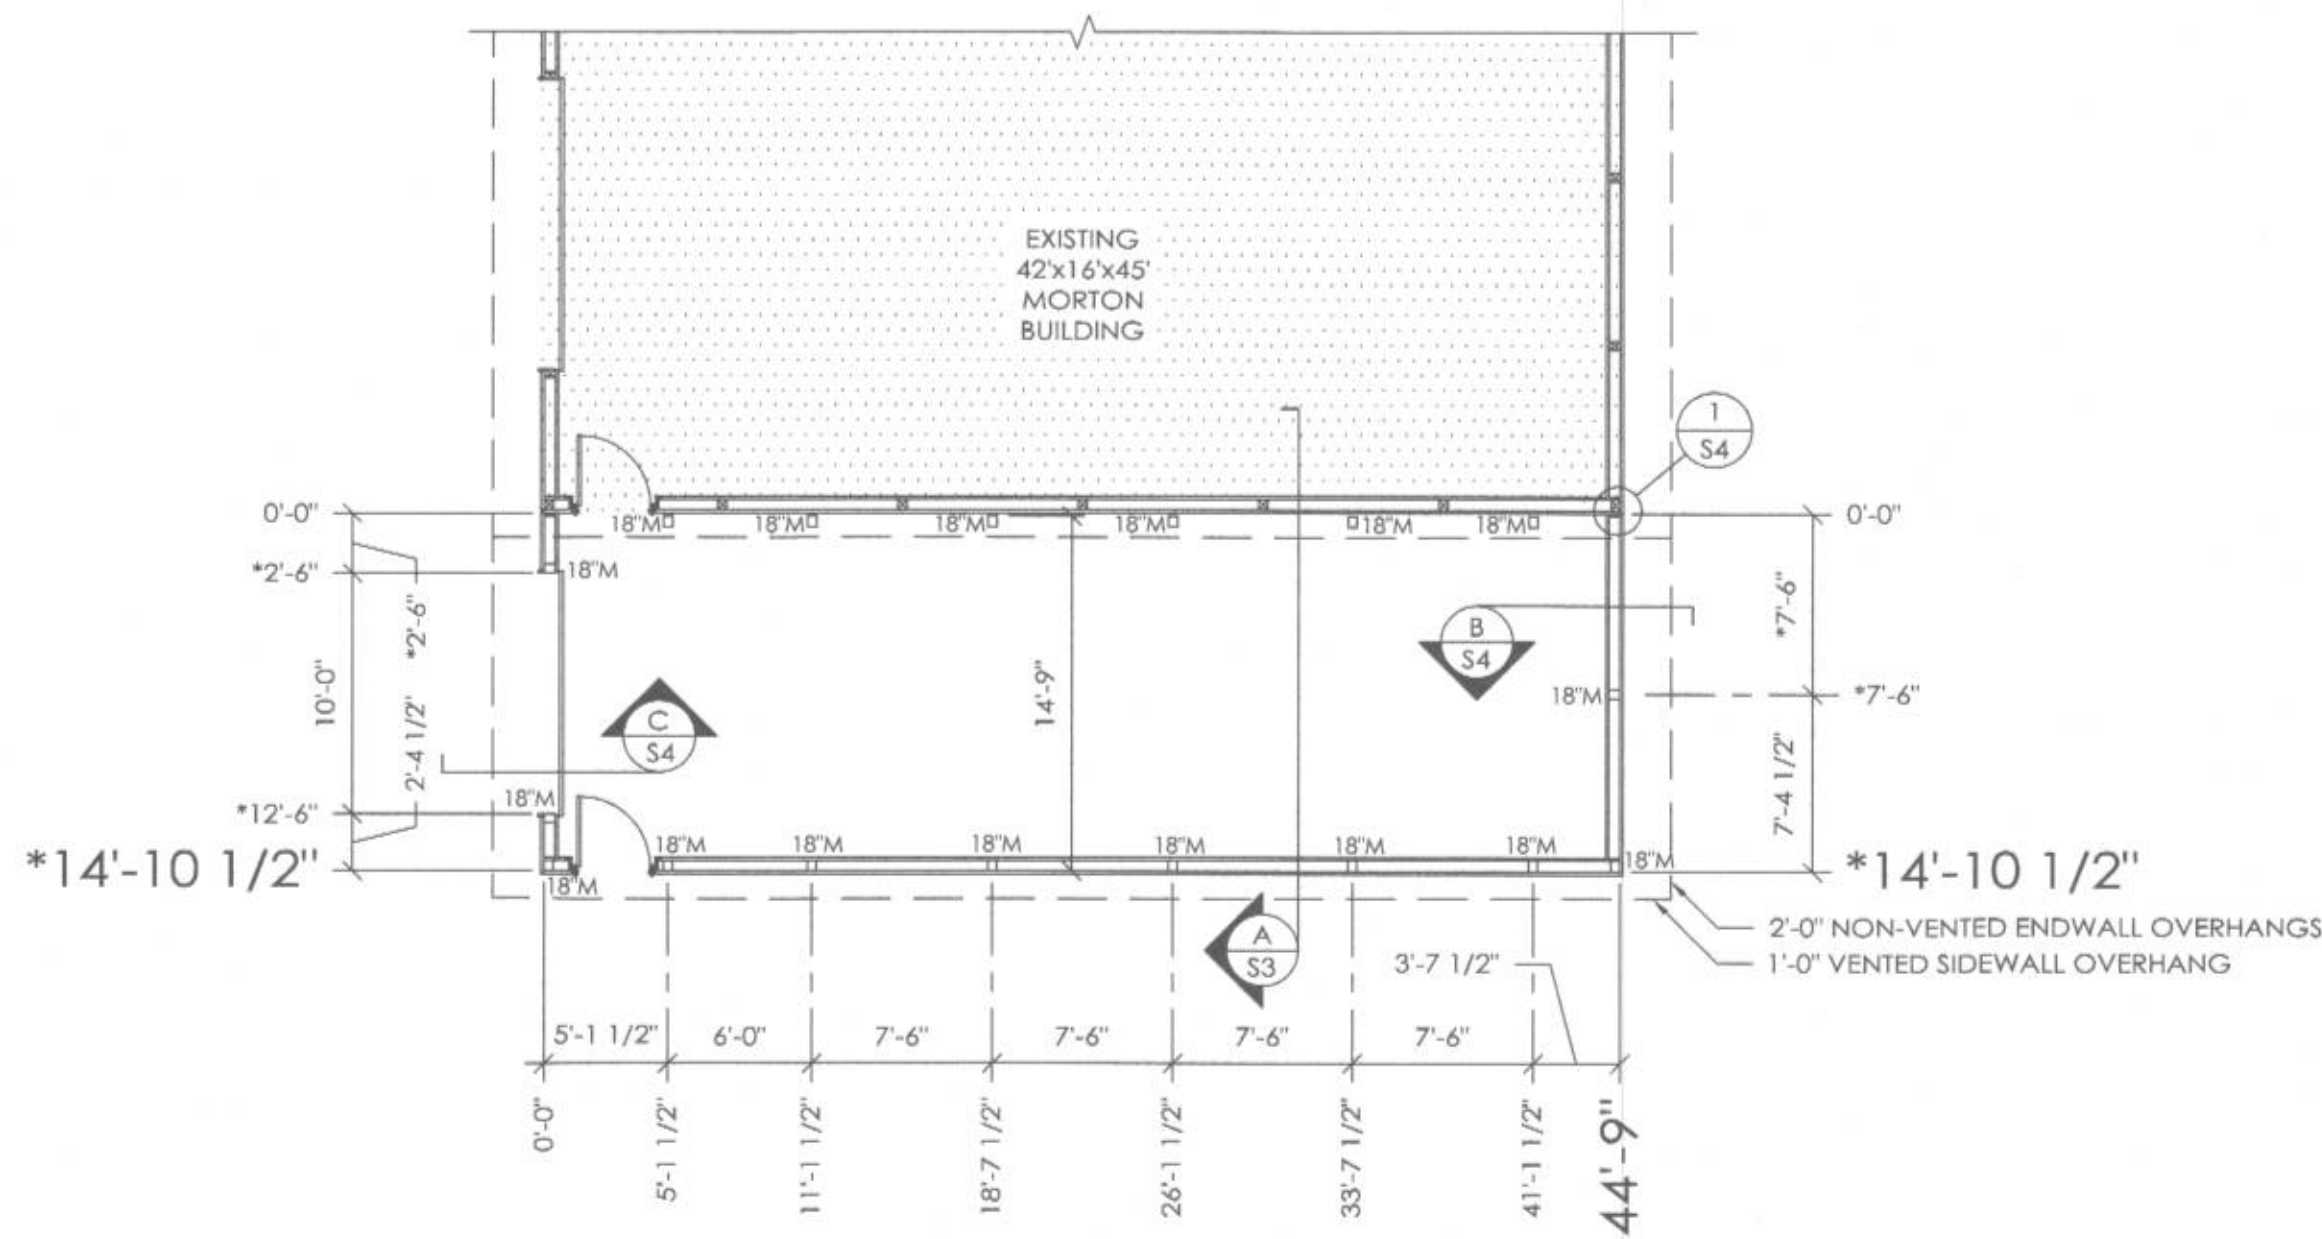 EXISTING
42'x16'x45'
MORTON
BUILDING
1
S4
0'-0"
18"M 18"M 18"M 18"M 18"M 18"M
0'-0"
*2'-6"
18"M
*2'-6"
*7'-6"
B
S4
10'-0"
14'-9"
18"M
*7'-6"
C
S4
2'-4 1/2"
7'-4 1/2"
*12'-6"
18"M
18"M 18"M 18"M 18"M 18"M 18"M
*14'-10 1/2"
18"M
18"M
*14'-10 1/2"
2'-0" NON-VENTED ENDWALL OVERHANGS
1'-0" VENTED SIDEWALL OVERHANG
A
S3
3'-7 1/2"
5'-1 1/2" 6'-0" 7'-6" 7'-6" 7'-6" 7'-6"
0'-0"
5'-1 1/2"
11'-1 1/2"
18'-7 1/2"
26'-1 1/2"
33'-7 1/2"
41'-1 1/2"
44'-9"